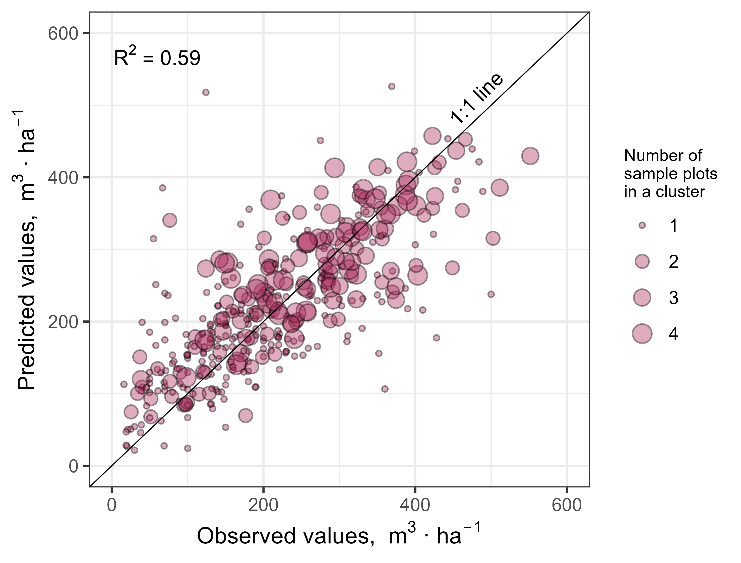 R² = 0.59
1:1 line
600
400
200
0
0 200 400 600
Predicted values, m³ · ha⁻¹
Observed values, m³ · ha⁻¹
Number of
sample plots
in a cluster
1
2
3
4